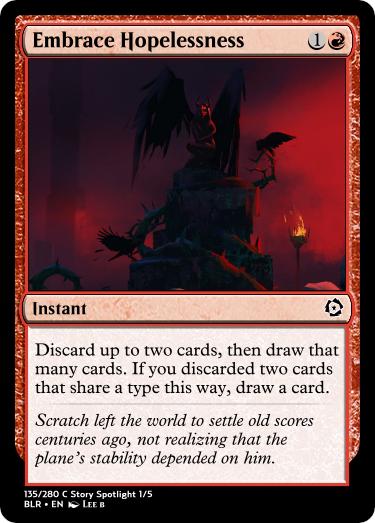 Embrace Hopelessness 1
Instant
Discard up to two cards, then draw that
many cards. If you discarded two cards
that share a type this way, draw a card.
Scratch left the world to settle old scores
centuries ago, not realizing that the
plane's stability depended on him.
135/280 C Story Spotlight 1/5
BLR • EN Lee B